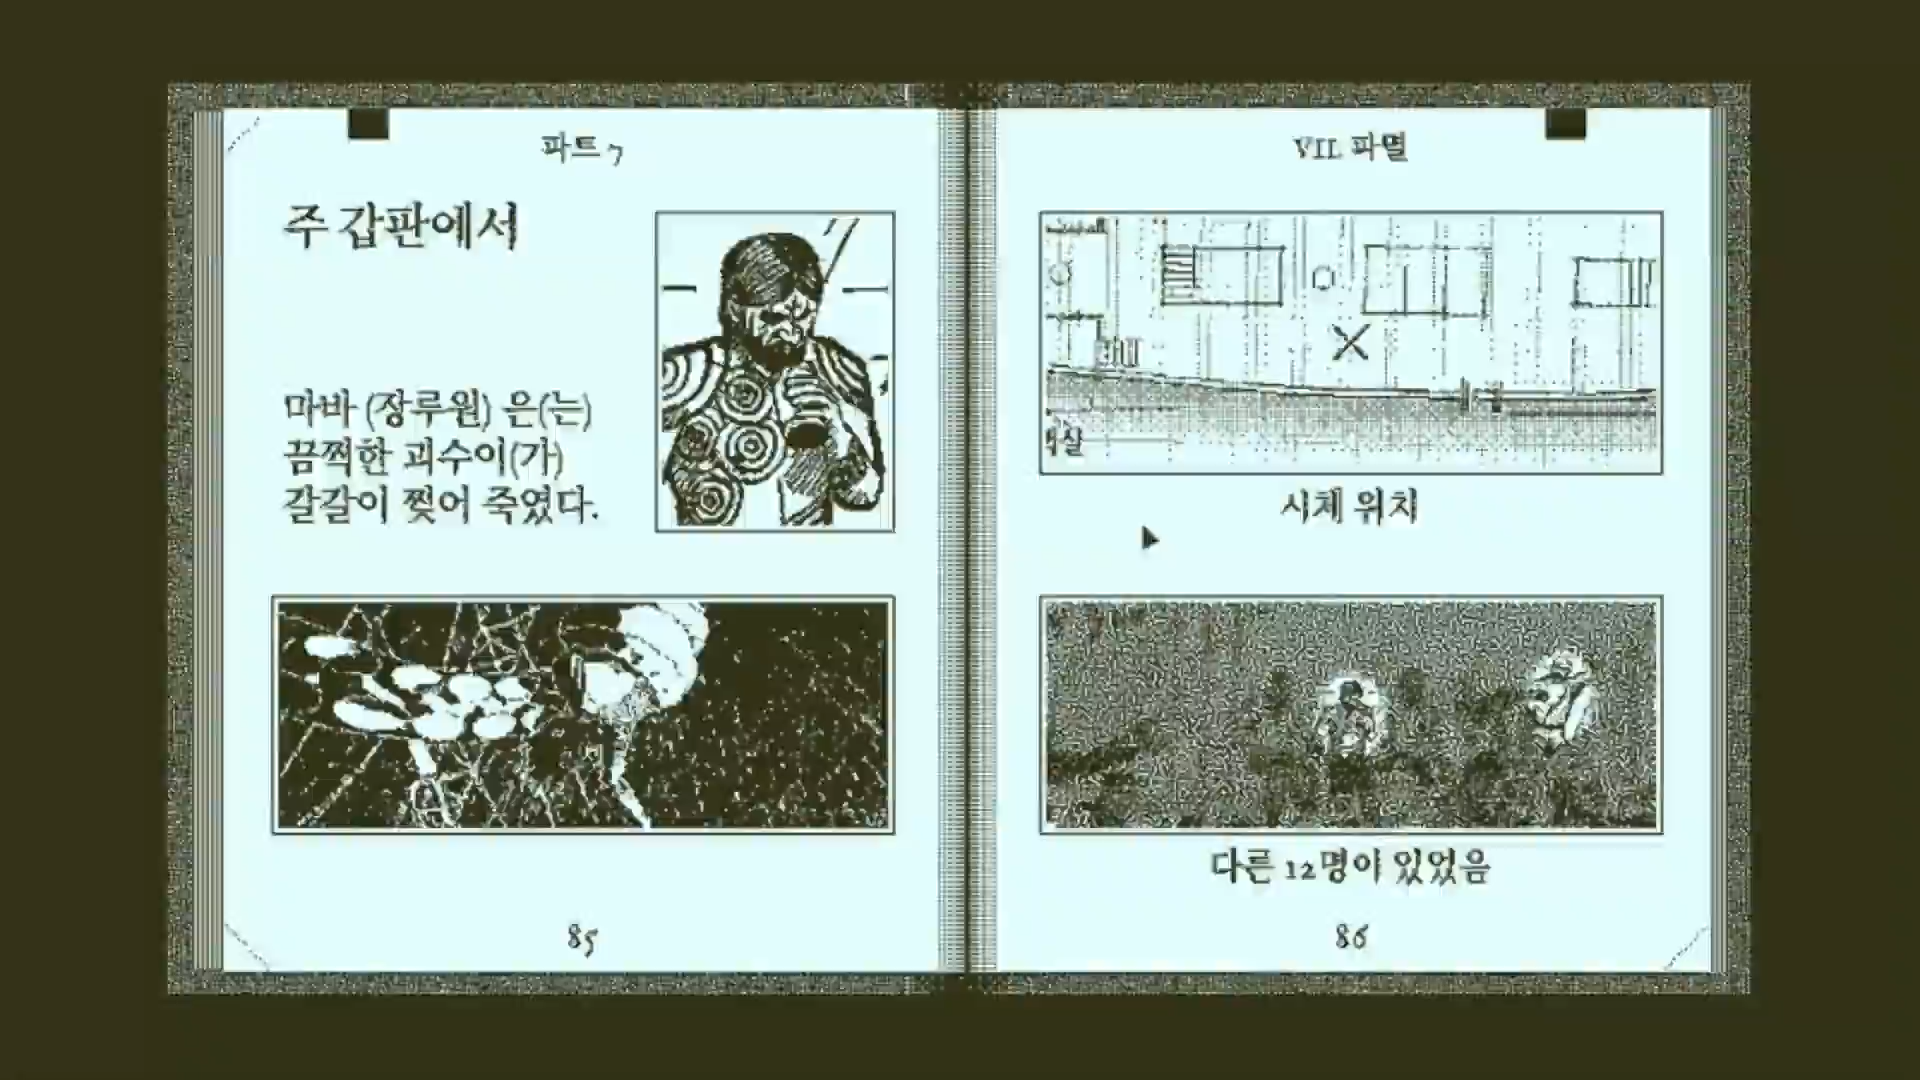 파트 7
주 갑판에서
마바 (장루원) 은(는)
끔찍한 괴수이(가)
갈갈이 찢어 죽였다.
85
VII. 파멸
시체 위치
다른 12명이 있었음
86